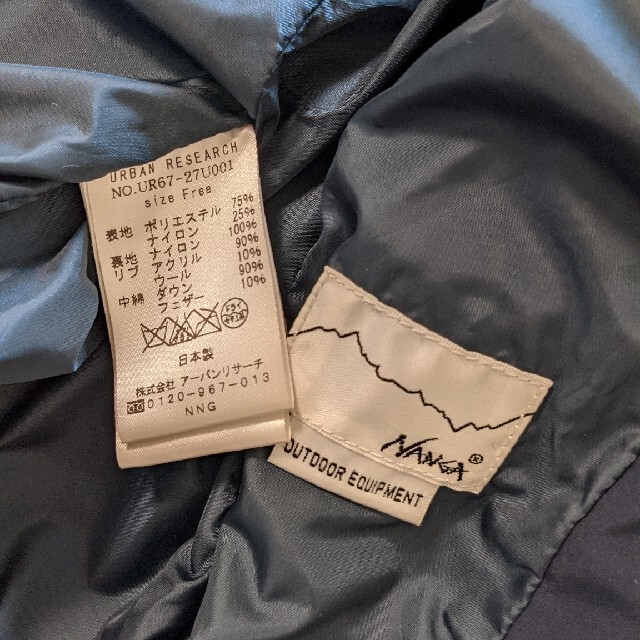 URBAN RESEARCH
NO.UR67-27U001
size Free
表地 ポリエステル 75%
ナイロン 25%
裏地 ナイロン 100%
リブ アクリル 90%
ウール 10%
中綿 ダウン 90%
フェザー 10%
ドライ
日本製
株式会社 アーバンリサーチ
0120-967-013
NNG
NANGA®
OUTDOOR EQUIPMENT